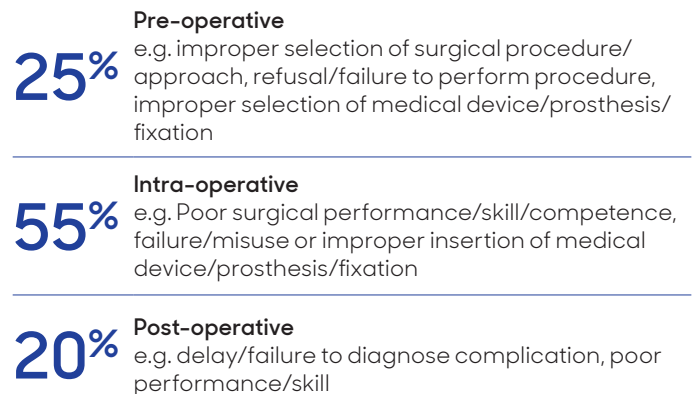 25%
Pre-operative
e.g. improper selection of surgical procedure/
approach, refusal/failure to perform procedure,
improper selection of medical device/prosthesis/
fixation
55%
Intra-operative
e.g. Poor surgical performance/skill/competence,
failure/misuse or improper insertion of medical
device/prosthesis/fixation
20%
Post-operative
e.g. delay/failure to diagnose complication, poor
performance/skill